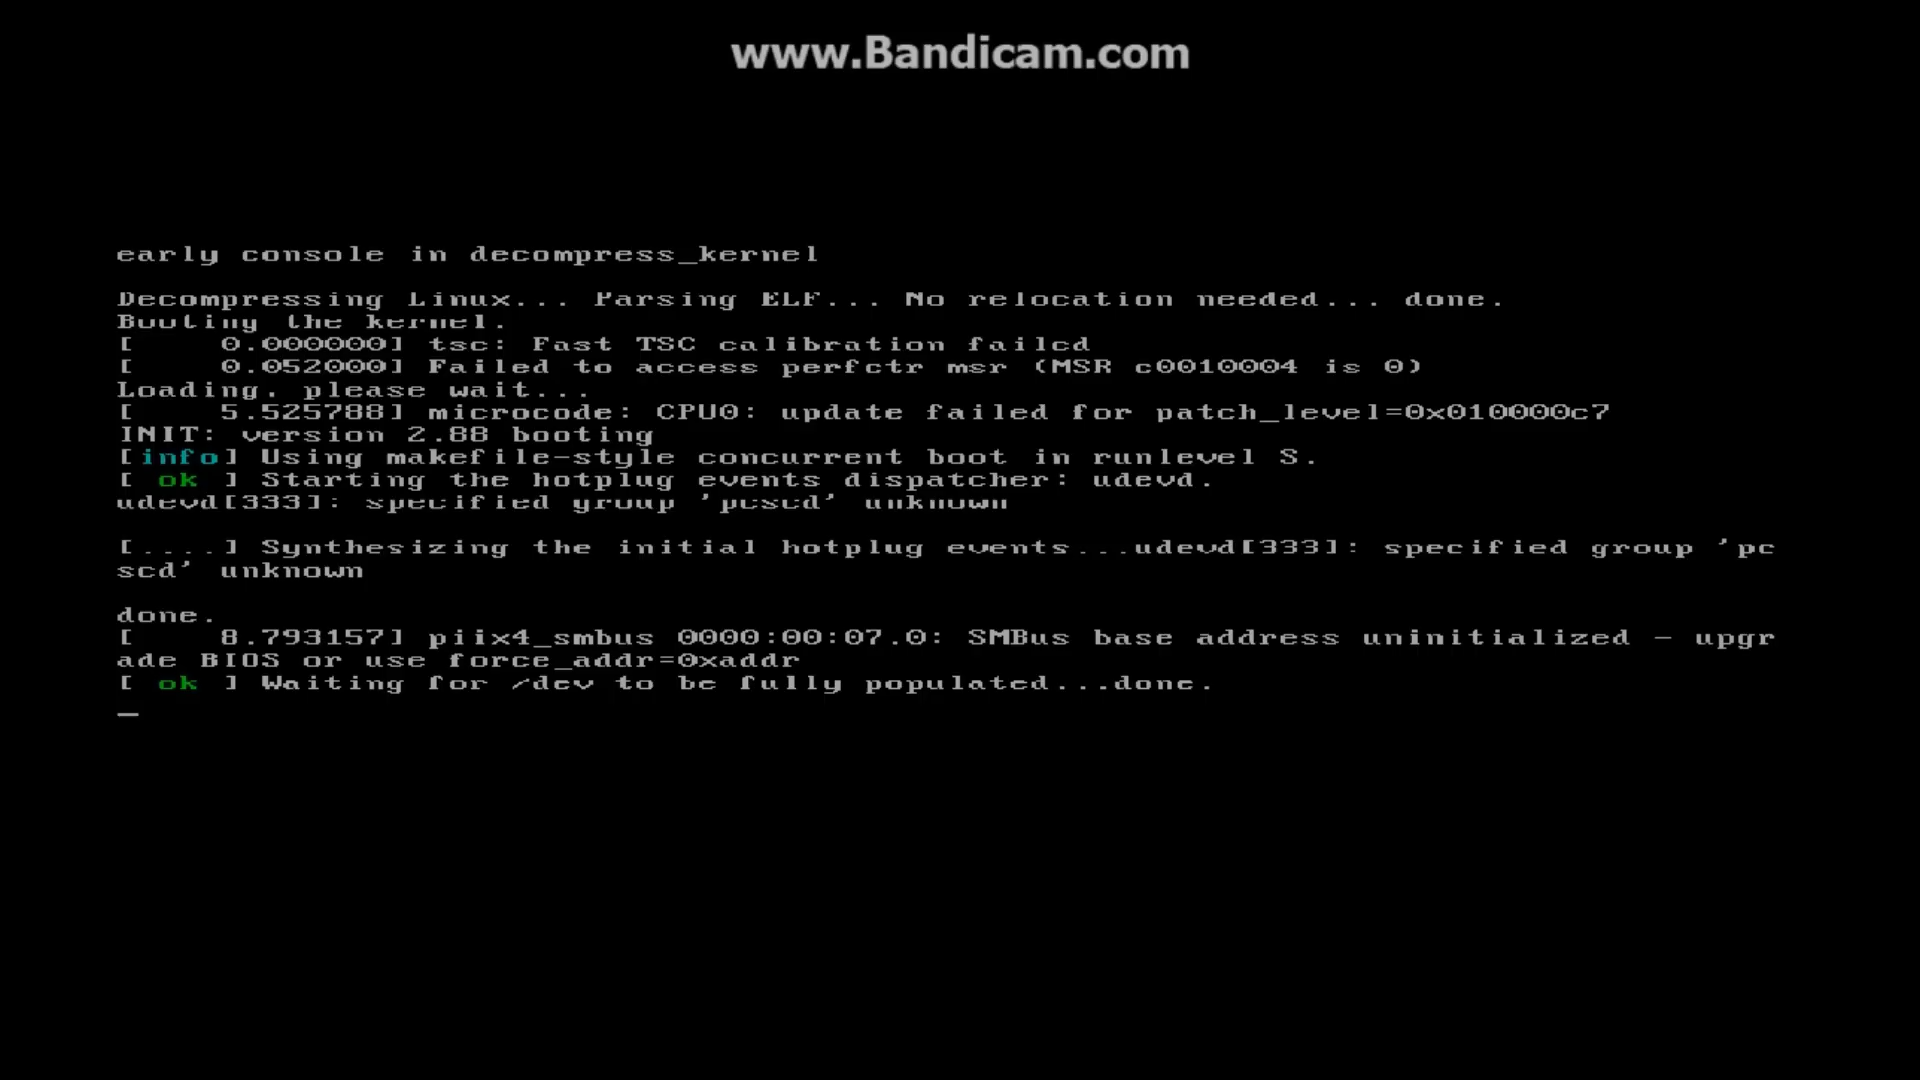 www.Bandicam.com
early console in decompress_kernel
Decompressing Linux... Parsing ELF... No relocation needed... done.
Booting the kernel.
[    0.000000] tsc: Fast TSC calibration failed
[    0.052000] Failed to access perfctr msr (MSR c0010004 is 0)
Loading, please wait...
[    5.525788] microcode: CPU0: update failed for patch_level=0x010000c7
INIT: version 2.88 booting
[info] Using makefile-style concurrent boot in runlevel S.
[ ok ] Starting the hotplug events dispatcher: udevd.
udevd[333]: specified group 'pcscd' unknown
[....] Synthesizing the initial hotplug events...udevd[333]: specified group 'pc
scd' unknown
done.
[    8.793157] piix4_smbus 0000:00:07.0: SMBus base address uninitialized - upgr
ade BIOS or use force_addr=0xaddr
[ ok ] Waiting for /dev to be fully populated...done.
_